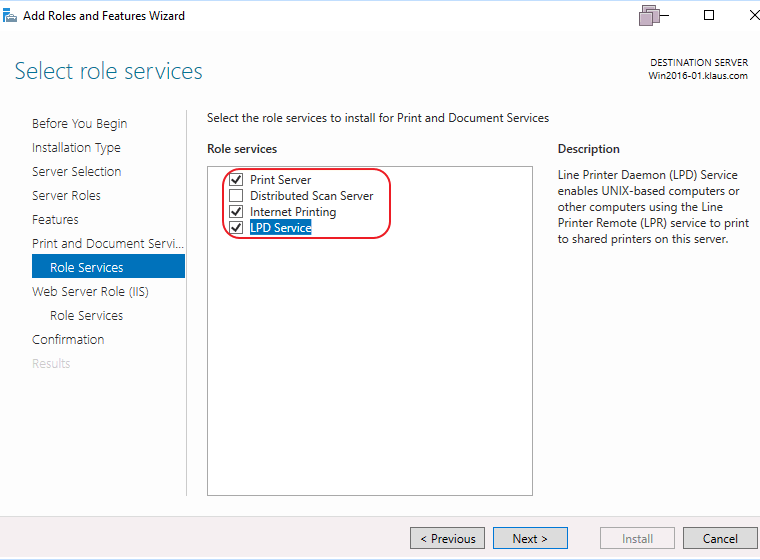 Add Roles and Features Wizard
Select role services
DESTINATION SERVER
Win2016-01.klaus.com
Before You Begin
Installation Type
Server Selection
Server Roles
Features
Print and Document Servi...
Role Services
Web Server Role (IIS)
Role Services
Confirmation
Results
Select the role services to install for Print and Document Services
Role services
Print Server
Distributed Scan Server
Internet Printing
LPD Service
Description
Line Printer Daemon (LPD) Service
enables UNIX-based computers or
other computers using the Line
Printer Remote (LPR) service to print
to shared printers on this server.
< Previous
Next >
Install
Cancel